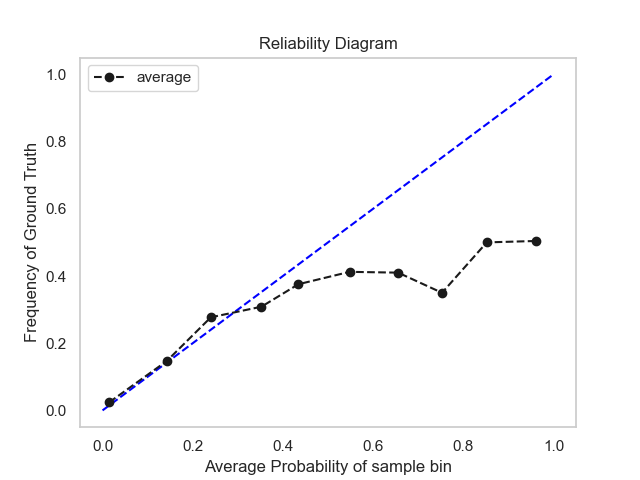 Reliability Diagram
average
Frequency of Ground Truth
1.0
0.8
0.6
0.4
0.2
0.0
0.0 0.2 0.4 0.6 0.8 1.0
Average Probability of sample bin